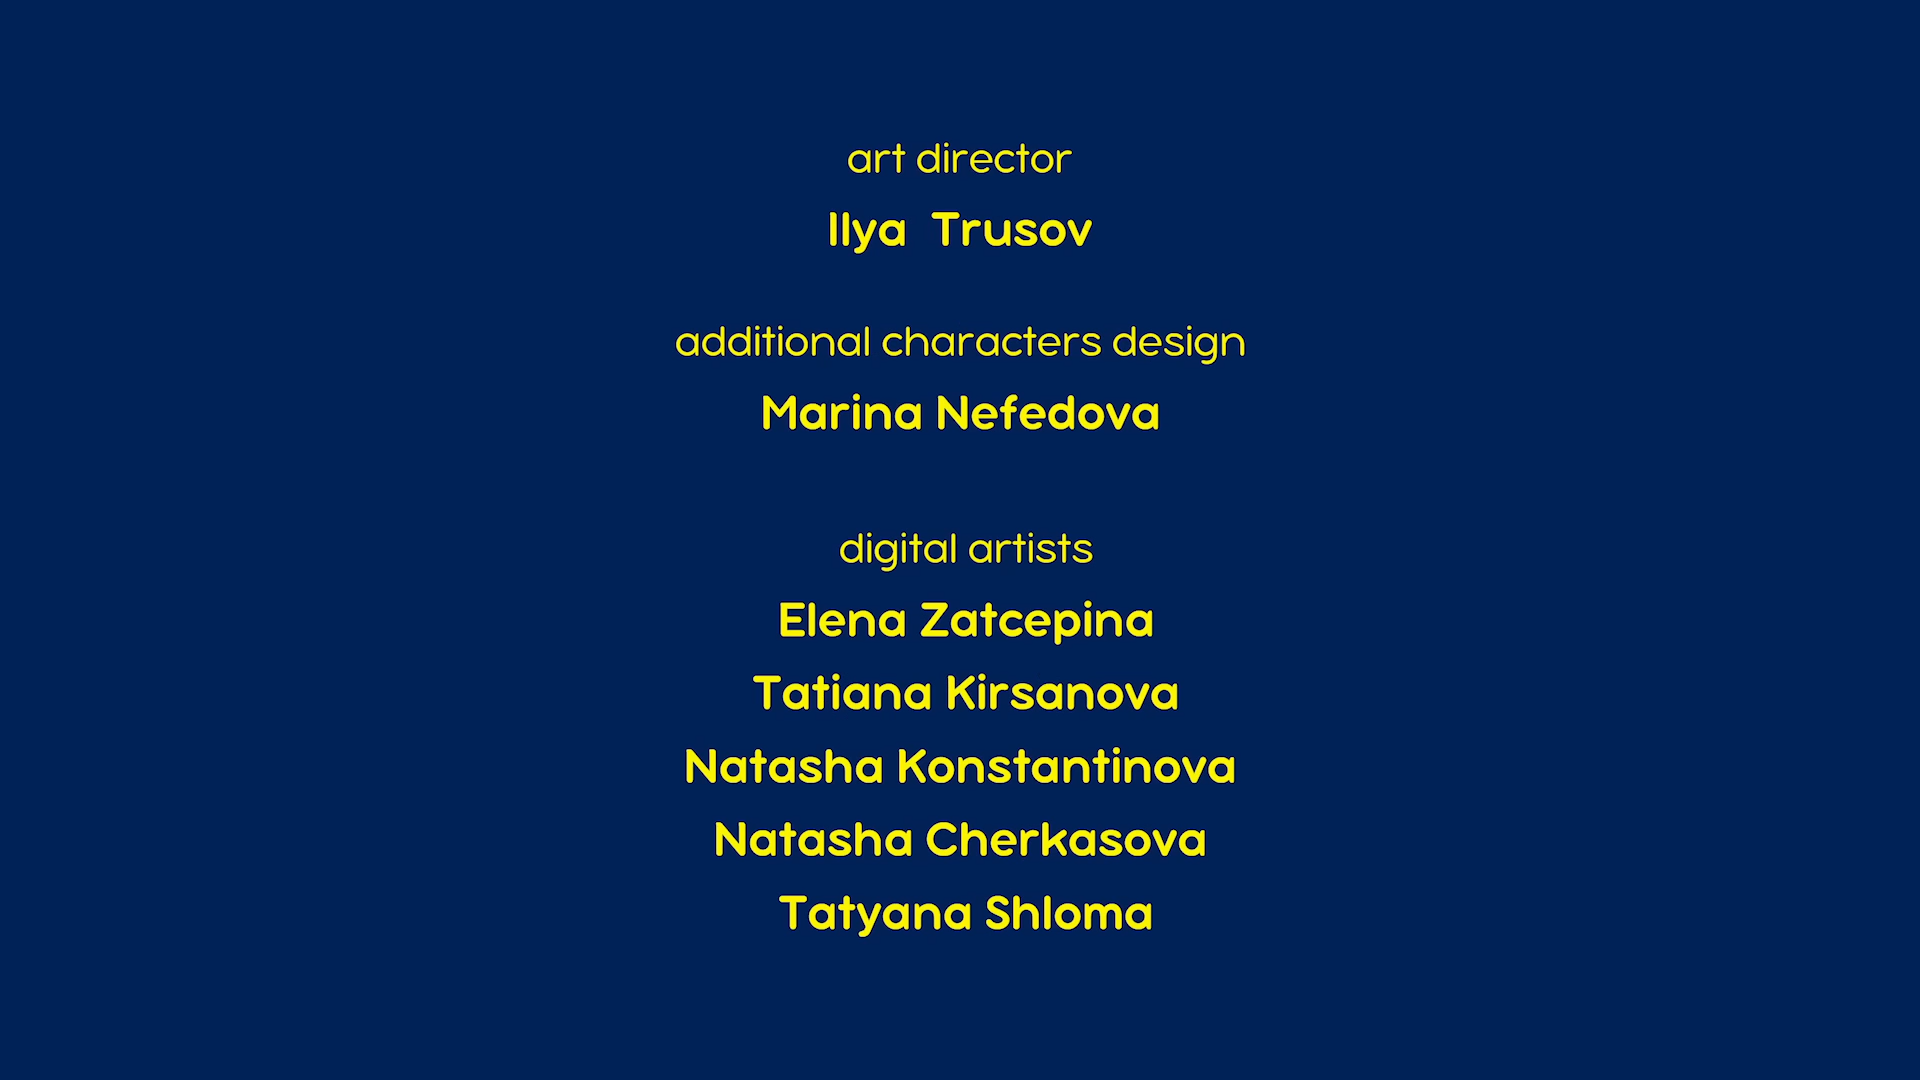 art director
Ilya Trusov
additional characters design
Marina Nefedova
digital artists
Elena Zatcepina
Tatiana Kirsanova
Natasha Konstantinova
Natasha Cherkasova
Tatyana Shloma